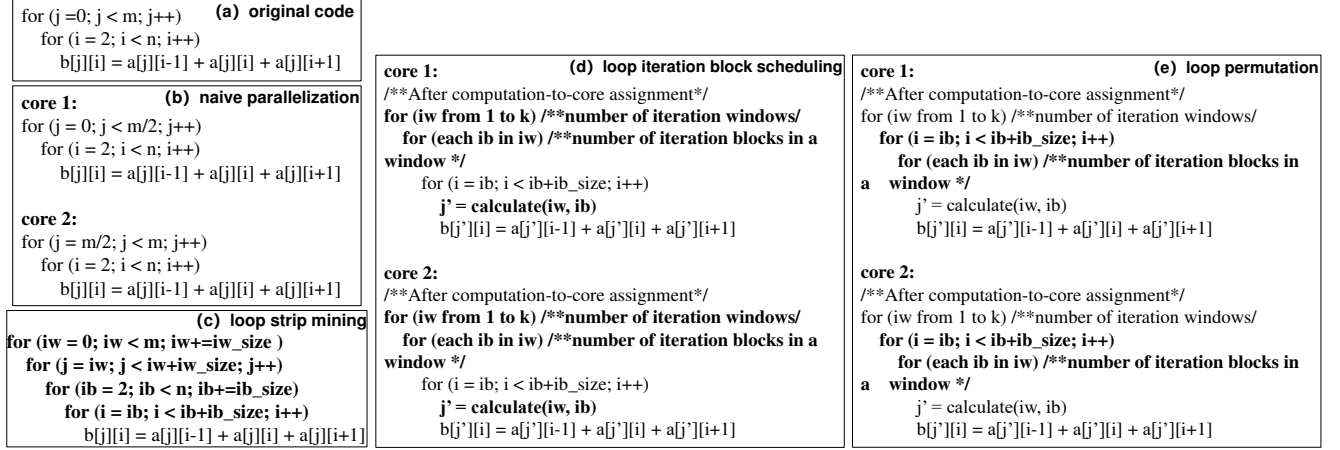 (a) original code
for (j =0; j < m; j++)
for (i = 2; i < n; i++)
b[j][i] = a[j][i-1] + a[j][i] + a[j][i+1]
(b) naive parallelization
core 1:
for (j = 0; j < m/2; j++)
for (i = 2; i < n; i++)
b[j][i] = a[j][i-1] + a[j][i] + a[j][i+1]
core 2:
for (j = m/2; j < m; j++)
for (i = 2; i < n; i++)
b[j][i] = a[j][i-1] + a[j][i] + a[j][i+1]
(c) loop strip mining
for (iw = 0; iw < m; iw+=iw_size )
for (j = iw; j < iw+iw_size; j++)
for (ib = 2; ib < n; ib+=ib_size)
for (i = ib; i < ib+ib_size; i++)
b[j][i] = a[j][i-1] + a[j][i] + a[j][i+1]
(d) loop iteration block scheduling
core 1:
/**After computation-to-core assignment*/
for (iw from 1 to k) /**number of iteration windows/
for (each ib in iw) /**number of iteration blocks in a
window */
for (i = ib; i < ib+ib_size; i++)
j' = calculate(iw, ib)
b[j'][i] = a[j'][i-1] + a[j'][i] + a[j'][i+1]
core 2:
/**After computation-to-core assignment*/
for (iw from 1 to k) /**number of iteration windows/
for (each ib in iw) /**number of iteration blocks in a
window */
for (i = ib; i < ib+ib_size; i++)
j' = calculate(iw, ib)
b[j'][i] = a[j'][i-1] + a[j'][i] + a[j'][i+1]
(e) loop permutation
core 1:
/**After computation-to-core assignment*/
for (iw from 1 to k) /**number of iteration windows/
for (i = ib; i < ib+ib_size; i++)
for (each ib in iw) /**number of iteration blocks in
a window */
j' = calculate(iw, ib)
b[j'][i] = a[j'][i-1] + a[j'][i] + a[j'][i+1]
core 2:
/**After computation-to-core assignment*/
for (iw from 1 to k) /**number of iteration windows/
for (i = ib; i < ib+ib_size; i++)
for (each ib in iw) /**number of iteration blocks in
a window */
j' = calculate(iw, ib)
b[j'][i] = a[j'][i-1] + a[j'][i] + a[j'][i+1]